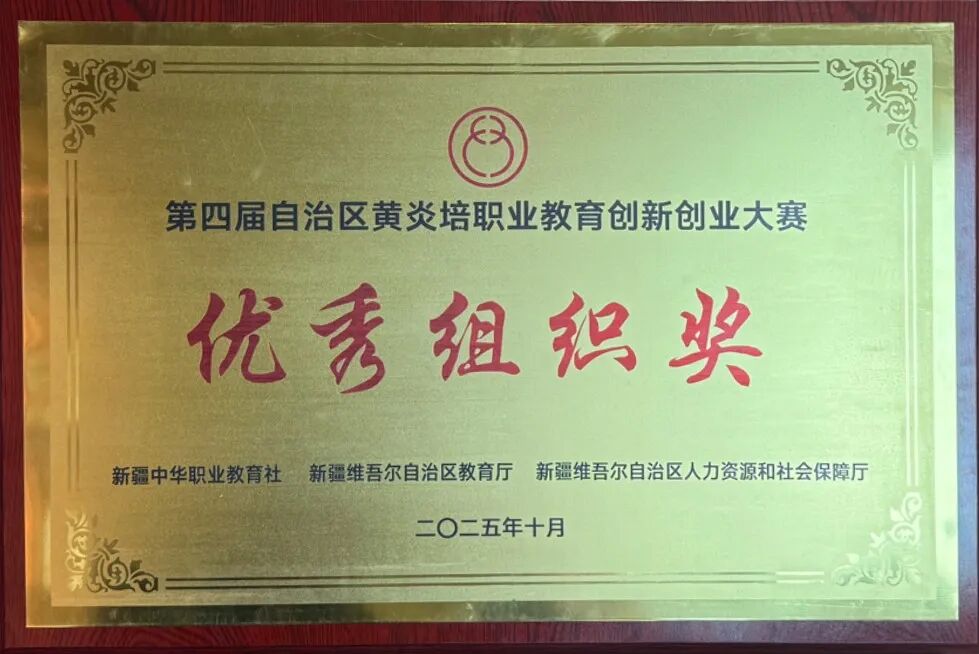 第四届自治区黄炎培职业教育创新创业大赛
优秀组织奖
新疆中华职业教育社 新疆维吾尔自治区教育厅 新疆维吾尔自治区人力资源和社会保障厅
二〇二五年十月